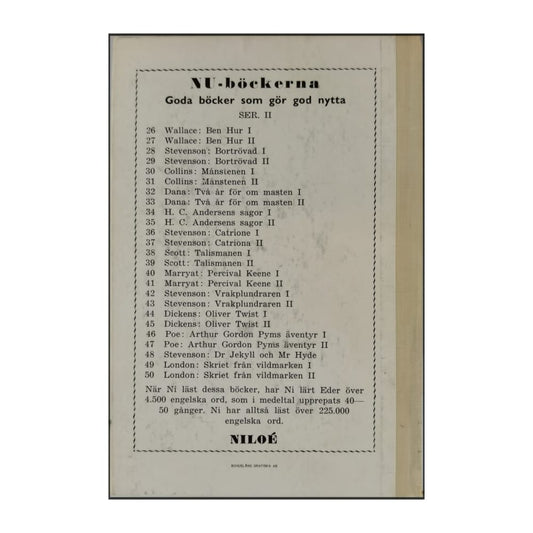 NU-böckerna
Goda böcker som gör god nytta
SER. II
26 Wallace: Ben Hur I
27 Wallace: Ben Hur II
28 Stevenson: Bortrövad I
29 Stevenson: Bortrövad II
30 Collins: Månstenen I
31 Collins: Månstenen II
32 Dana: Två år för om masten I
33 Dana: Två år för om masten II
34 H. C. Andersens sagor I
35 H. C. Andersens sagor II
36 Stevenson: Catrione I
37 Stevenson: Catriona II
38 Scott: Talismanen I
39 Scott: Talismanen II
40 Marryat: Percival Keene I
41 Marryat: Percival Keene II
42 Stevenson: Vrakplundraren I
43 Stevenson: Vrakplundraren II
44 Dickens: Oliver Twist I
45 Dickens: Oliver Twist II
46 Poe: Arthur Gordon Pyms äventyr I
47 Poe: Arthur Gordon Pyms äventyr II
48 Stevenson: Dr Jekyll och Mr Hyde
49 London: Skriet från vildmarken I
50 London: Skriet från vildmarken II
När Ni läst dessa böcker, har Ni lärt Eder över
4.500 engelska ord, som i medeltal upprepats 40—
50 gånger. Ni har alltså läst över 225.000
engelska ord.
NILOÉ
BOHUSLÄNS GRAFISKA AB